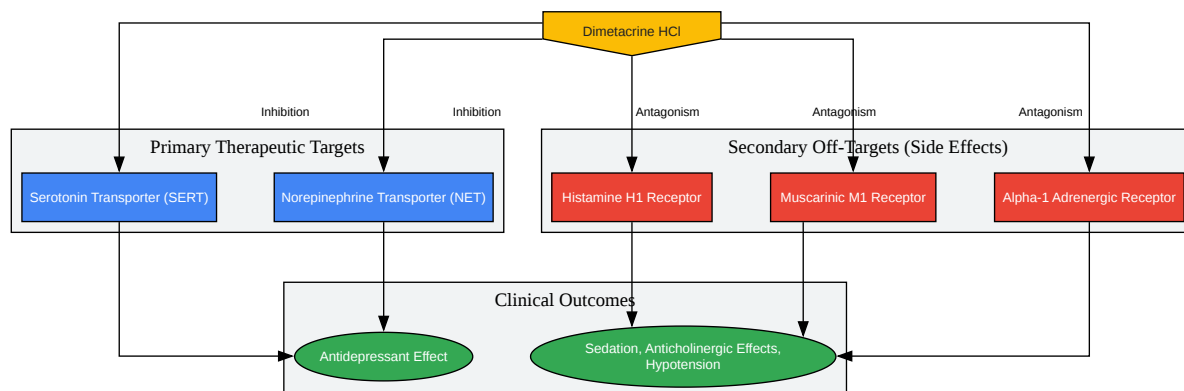 Dimetacrine HCl
Inhibition
Inhibition
Antagonism
Antagonism
Antagonism
Primary Therapeutic Targets
Secondary Off-Targets (Side Effects)
Serotonin Transporter (SERT)
Norepinephrine Transporter (NET)
Histamine H1 Receptor
Muscarinic M1 Receptor
Alpha-1 Adrenergic Receptor
Clinical Outcomes
Antidepressant Effect
Sedation, Anticholinergic Effects,
Hypotension